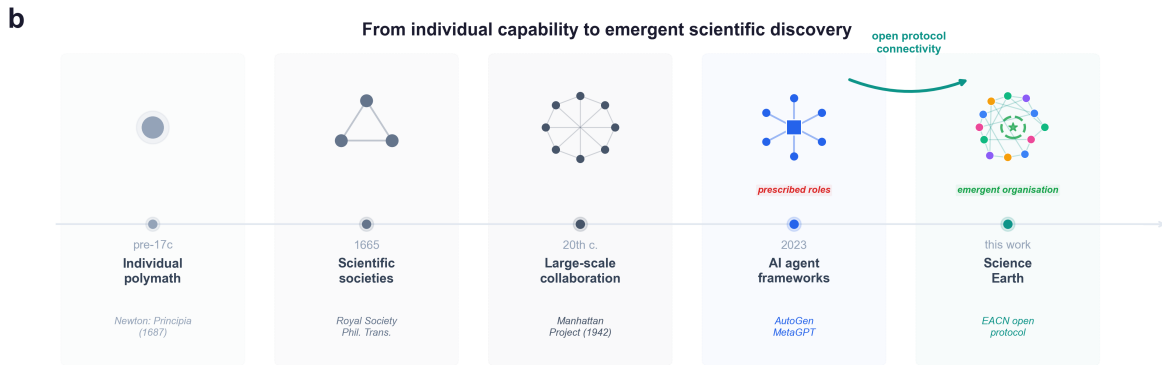 b
From individual capability to emergent scientific discovery
open protocol
connectivity
prescribed roles
emergent organisation
pre-17c
Individual
polymath
Newton: Principia
(1687)
1665
Scientific
societies
Royal Society
Phil. Trans.
20th c.
Large-scale
collaboration
Manhattan
Project (1942)
2023
AI agent
frameworks
AutoGen
MetaGPT
this work
Science
Earth
EACN open
protocol